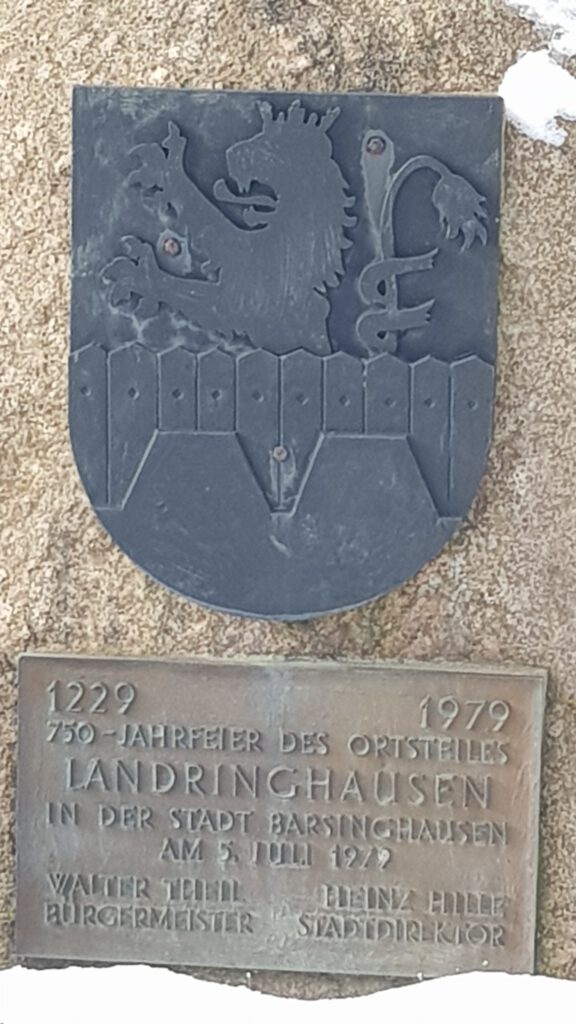 1229 1979
750-JAHRFEIER DES ORTSTEILES
LANDRINGHAUSEN
IN DER STADT BARSINGHAUSEN
AM 5. JULI 1979
WALTER THEIL HEINZ HILLE
BÜRGERMEISTER STADTDIREKTOR